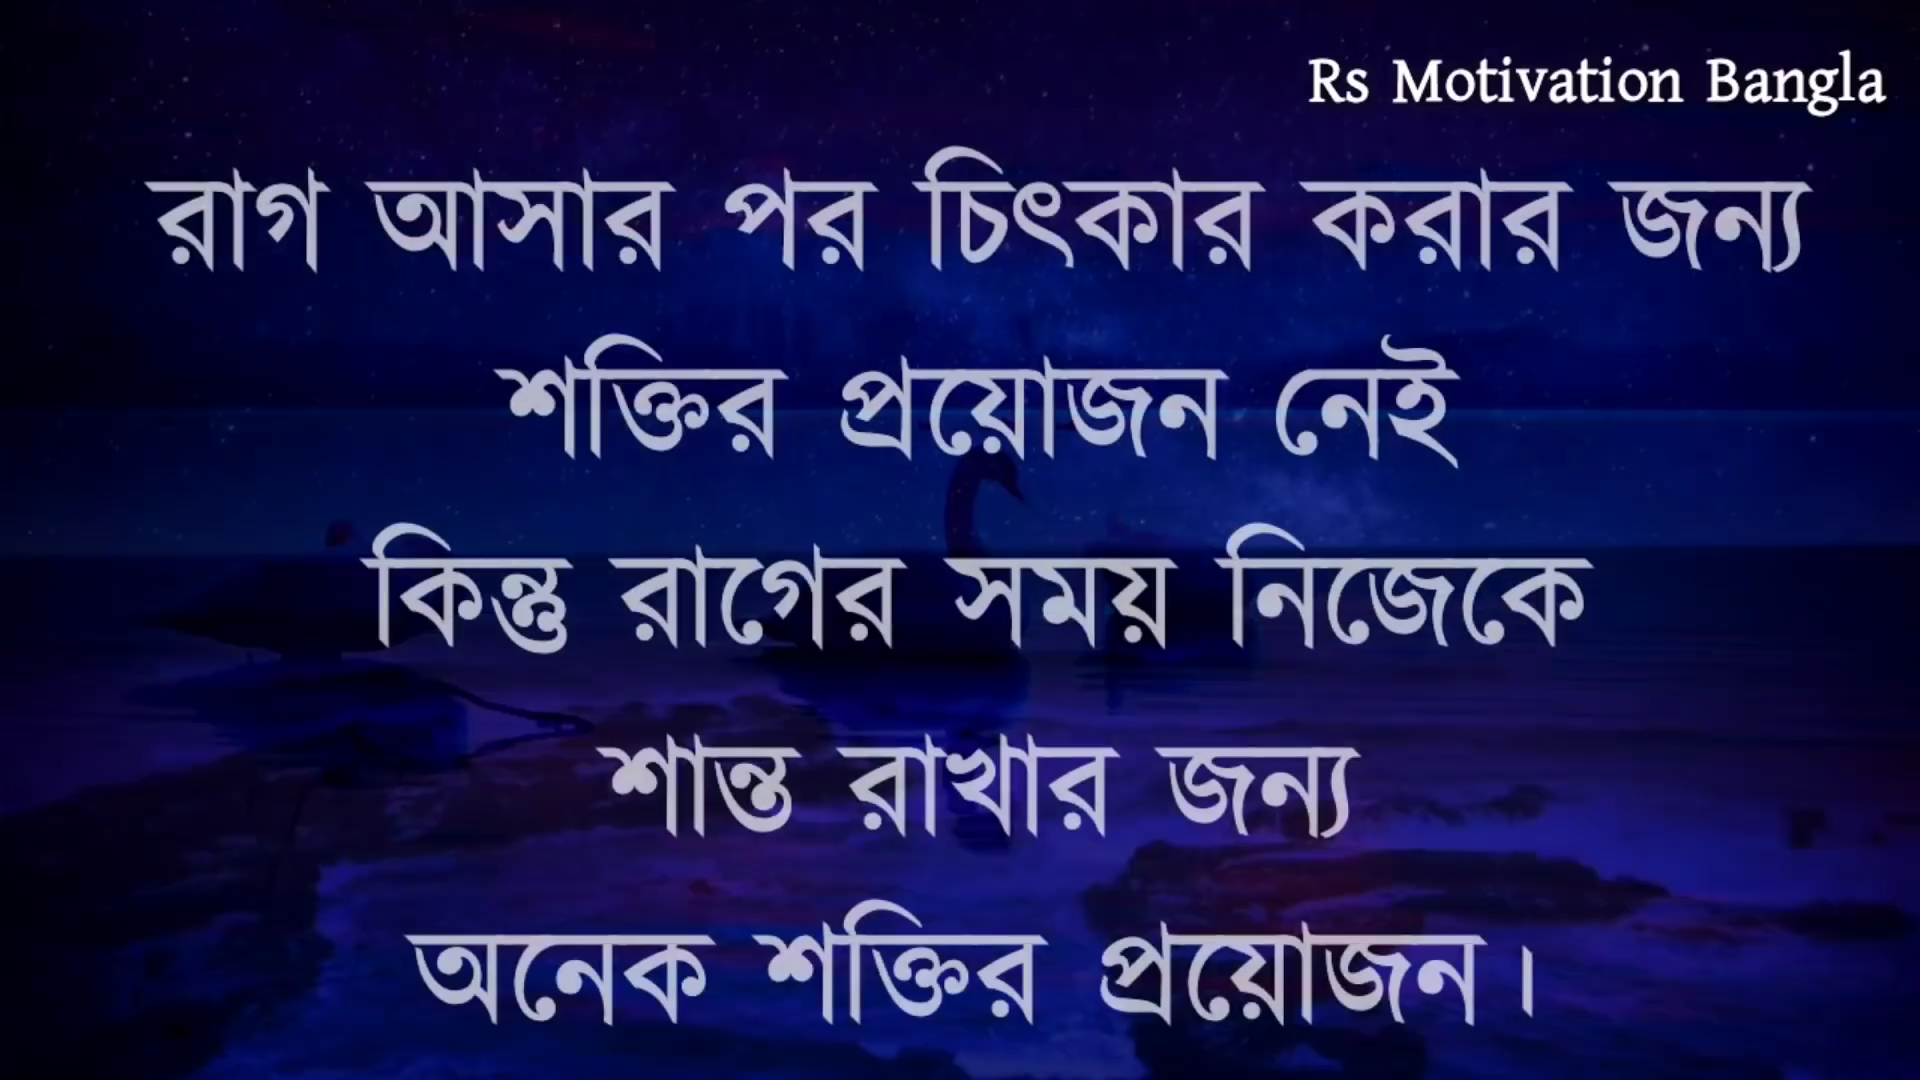 Rs Motivation Bangla
রাগ আসার পর চিৎকার করার জন্য
শক্তির প্রয়োজন নেই
কিন্তু রাগের সময় নিজেকে
শান্ত রাখার জন্য
অনেক শক্তির প্রয়োজন।